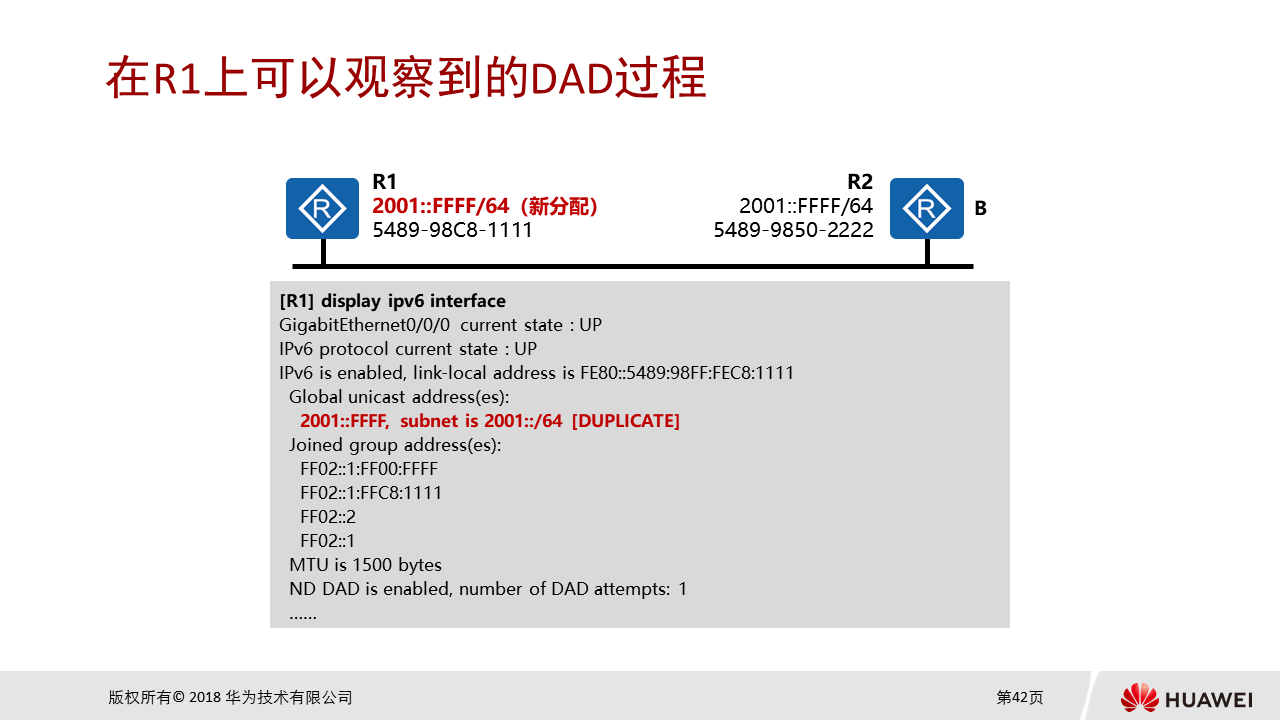 在R1上可以观察到的DAD过程
R
R1
2001::FFFF/64（新分配）
5489-98C8-1111
R2
2001::FFFF/64
5489-9850-2222
R
B
[R1] display ipv6 interface
GigabitEthernet0/0/0 current state : UP
IPv6 protocol current state : UP
IPv6 is enabled, link-local address is FE80::5489:98FF:FEC8:1111
Global unicast address(es):
2001::FFFF, subnet is 2001::/64 [DUPLICATE]
Joined group address(es):
FF02::1:FF00:FFFF
FF02::1:FFC8:1111
FF02::2
FF02::1
MTU is 1500 bytes
ND DAD is enabled, number of DAD attempts: 1
……
版权所有© 2018 华为技术有限公司
第42页
HUAWEI